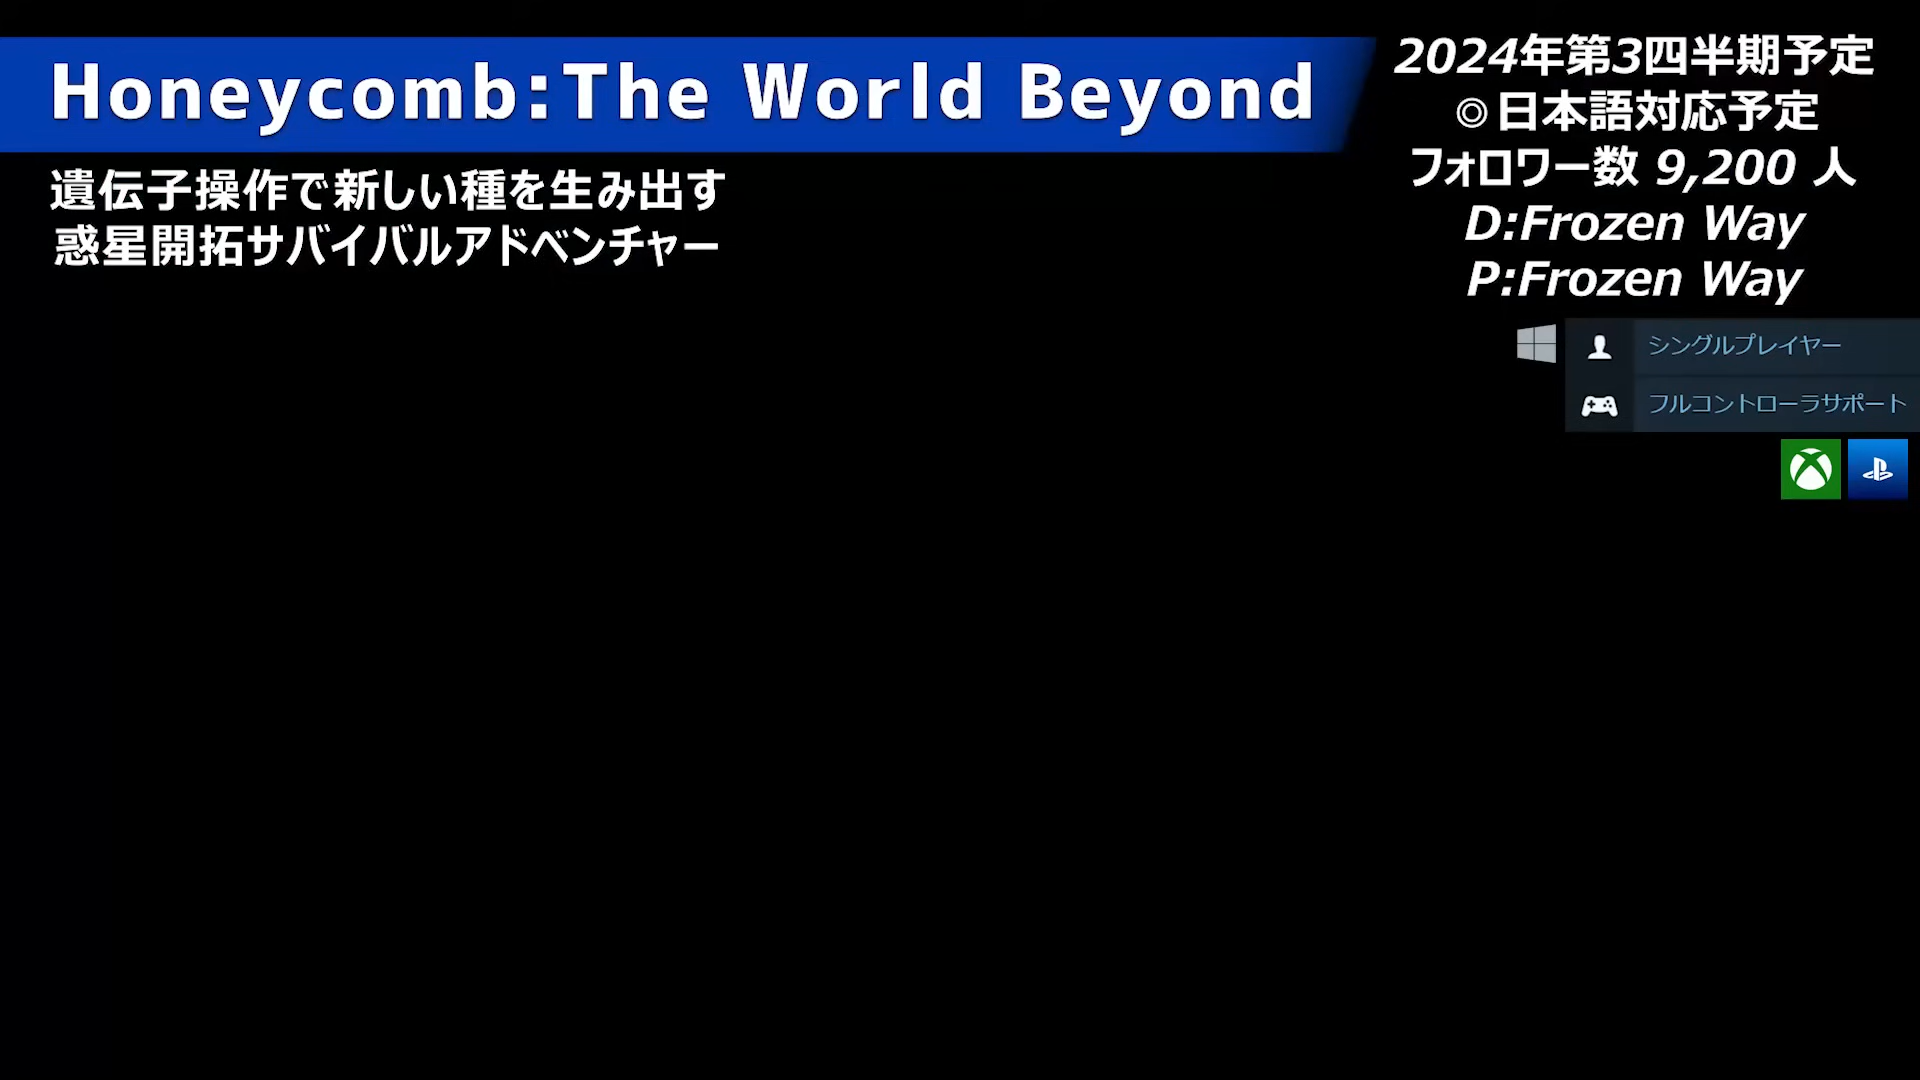 Honeycomb:The World Beyond
遺伝子操作で新しい種を生み出す
惑星開拓サバイバルアドベンチャー
2024年第3四半期予定
◎日本語対応予定
フォロワー数 9,200 人
D:Frozen Way
P:Frozen Way
シングルプレイヤー
フルコントローラサポート